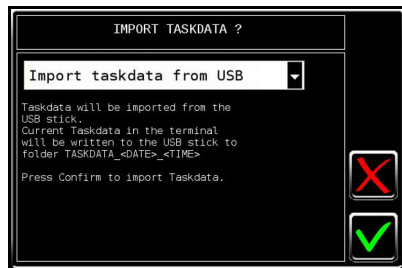 IMPORT TASKDATA ?
Import taskdata from USB
Taskdata will be imported from the
USB stick.
Current Taskdata in the terminal
will be written to the USB stick to
folder TASKDATA_<DATE>_<TIME>
Press Confirm to import Taskdata.